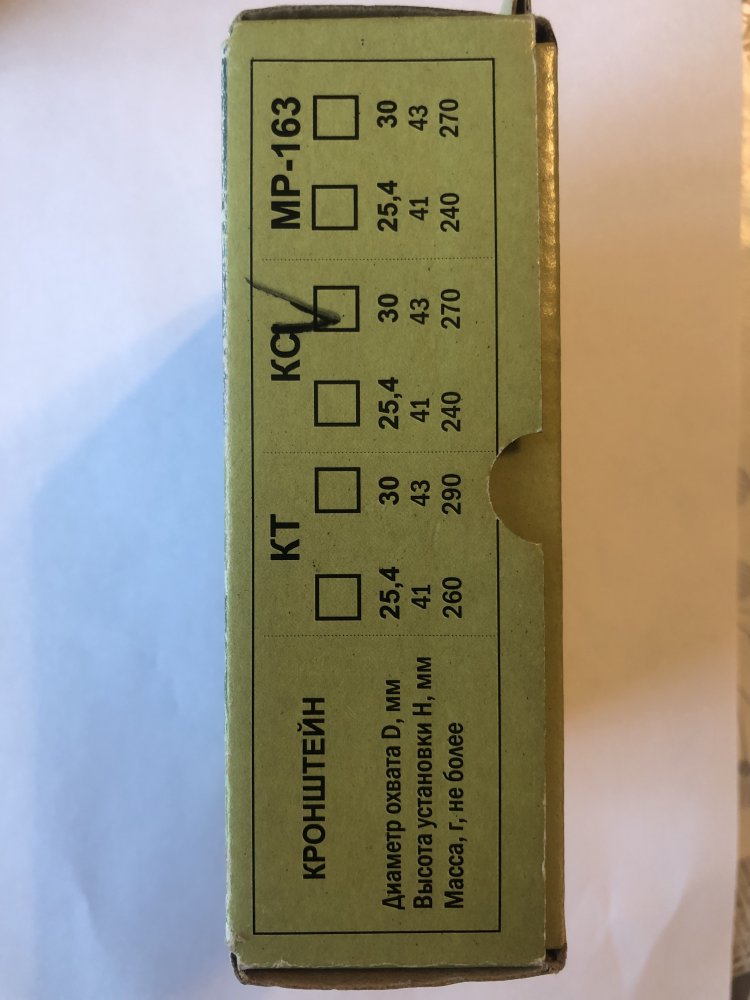 КРОНШТЕЙН КТ КС МР-163
Диаметр охвата D, мм 25,4 30 25,4 30 25,4 30
Высота установки Н, мм 41 43 41 43 41 43
Масса, г, не более 260 290 240 270 240 270